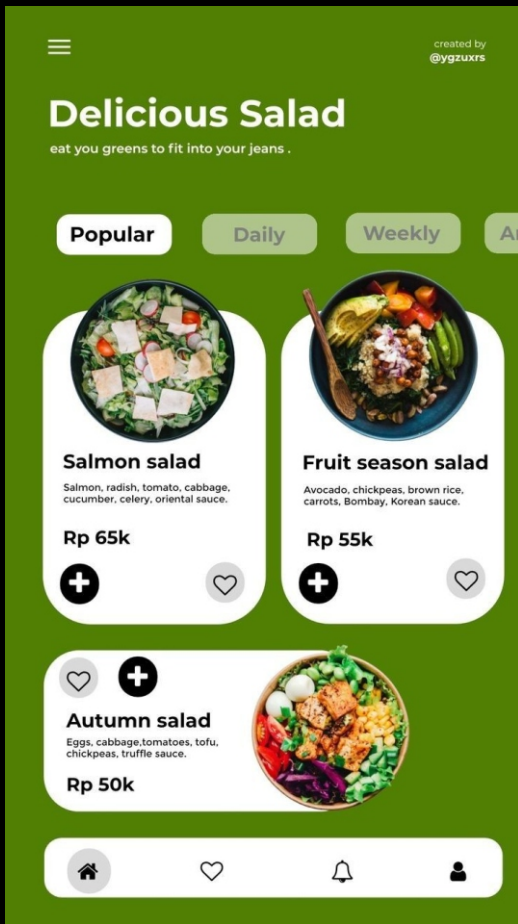 created by
@ygzuxrs
Delicious Salad
eat you greens to fit into your jeans .
Popular
Daily
Weekly
Salmon salad
Salmon, radish, tomato, cabbage,
cucumber, celery, oriental sauce.
Rp 65k
Fruit season salad
Avocado, chickpeas, brown rice,
carrots, Bombay, Korean sauce.
Rp 55k
Autumn salad
Eggs, cabbage,tomatoes, tofu,
chickpeas, truffle sauce.
Rp 50k